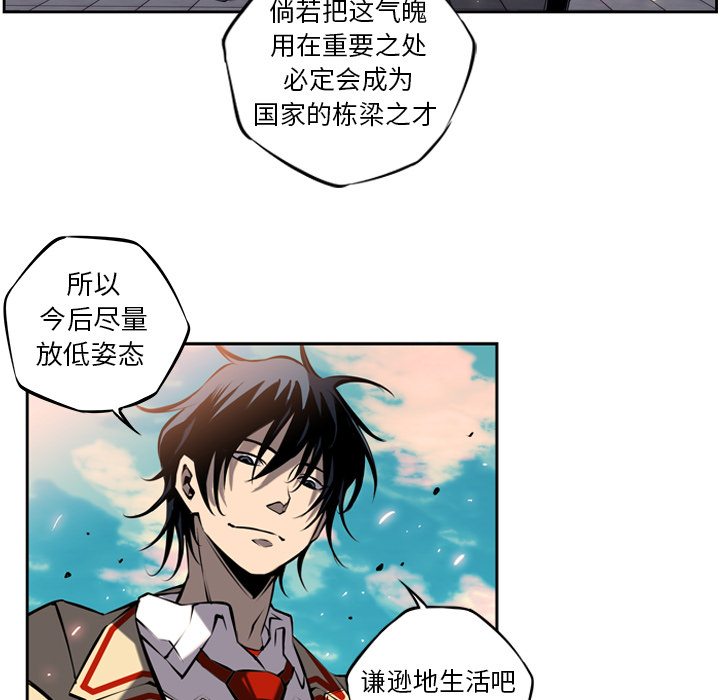 倘若把这气魄
用在重要之处
必定会成为
国家的栋梁之才
所以
今后尽量
放低姿态
谦逊地生活吧